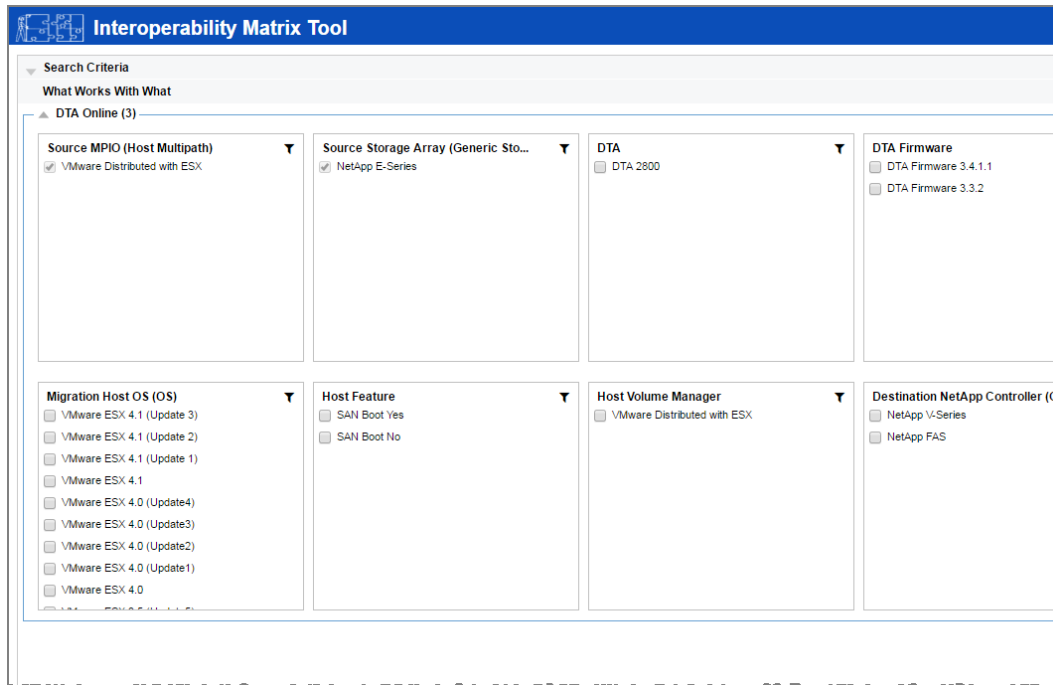 Interoperability Matrix Tool
Search Criteria
What Works With What
DTA Online (3)
Source MPIO (Host Multipath)
VMware Distributed with ESX
Source Storage Array (Generic Sto...
NetApp E-Series
DTA
DTA 2800
DTA Firmware
DTA Firmware 3.4.1.1
DTA Firmware 3.3.2
Migration Host OS (OS)
VMware ESX 4.1 (Update 3)
VMware ESX 4.1 (Update 2)
VMware ESX 4.1 (Update 1)
VMware ESX 4.1
VMware ESX 4.0 (Update4)
VMware ESX 4.0 (Update3)
VMware ESX 4.0 (Update2)
VMware ESX 4.0 (Update1)
VMware ESX 4.0
Host Feature
SAN Boot Yes
SAN Boot No
Host Volume Manager
VMware Distributed with ESX
Destination NetApp Controller
NetApp V-Series
NetApp FAS